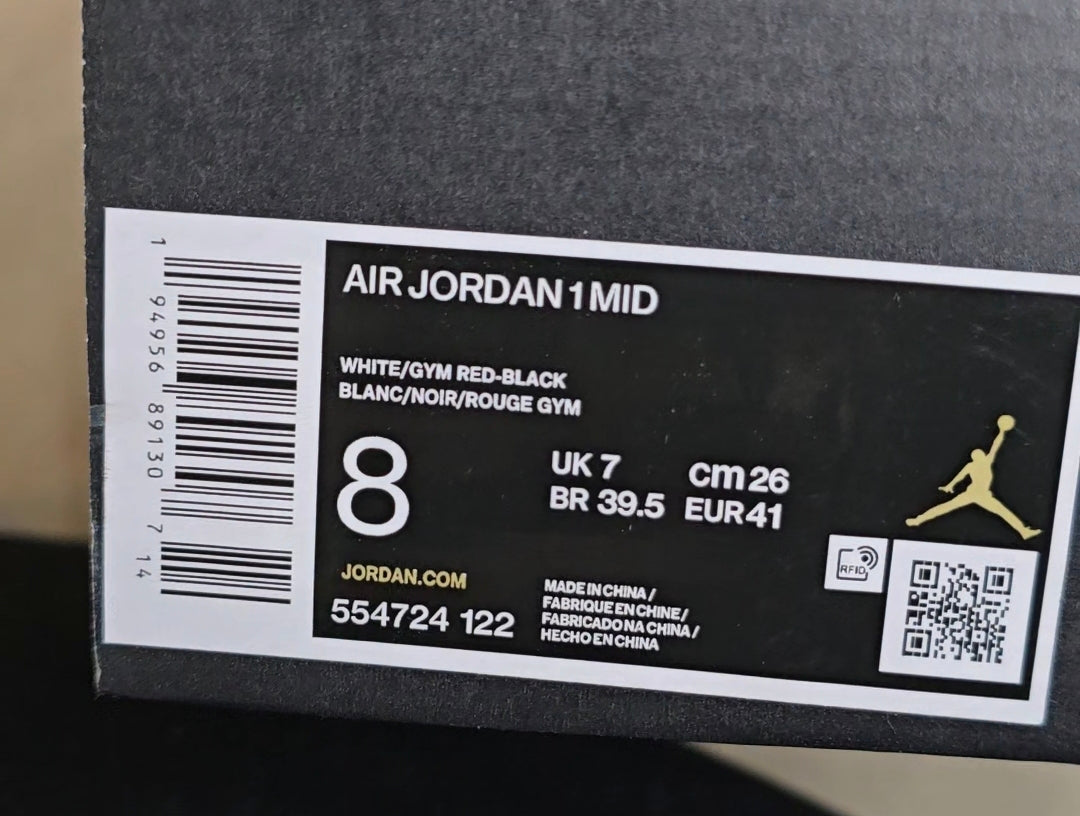 AIR JORDAN 1 MID
WHITE/GYM RED-BLACK
BLANC/NOIR/ROUGE GYM
8
UK 7
cm 26
BR 39.5
EUR 41
JORDAN.COM
554724 122
MADE IN CHINA /
FABRIQUE EN CHINE/
FABRICADO NA CHINA/
HECHO EN CHINA
RFID
1 94956 89130 7 14